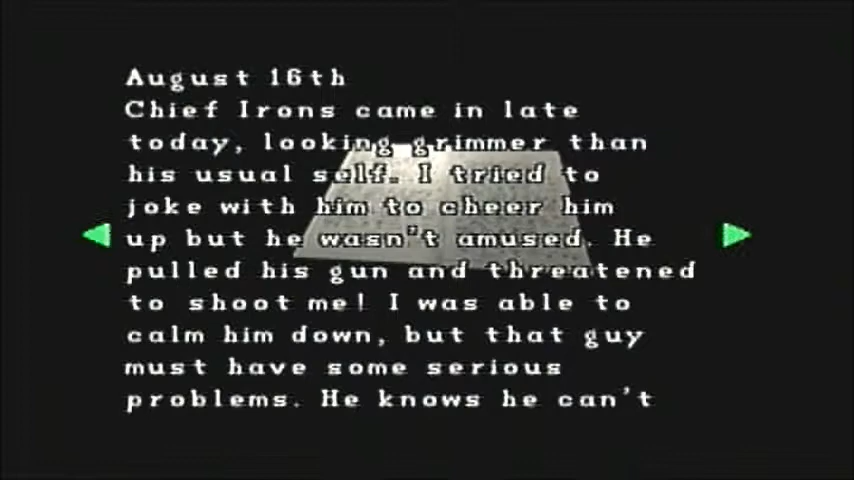 August 16th
Chief Irons came in late
today, looking grimmer than
his usual self. I tried to
joke with him to cheer him
up but he wasn't amused. He
pulled his gun and threatened
to shoot me! I was able to
calm him down, but that guy
must have some serious
problems. He knows he can't